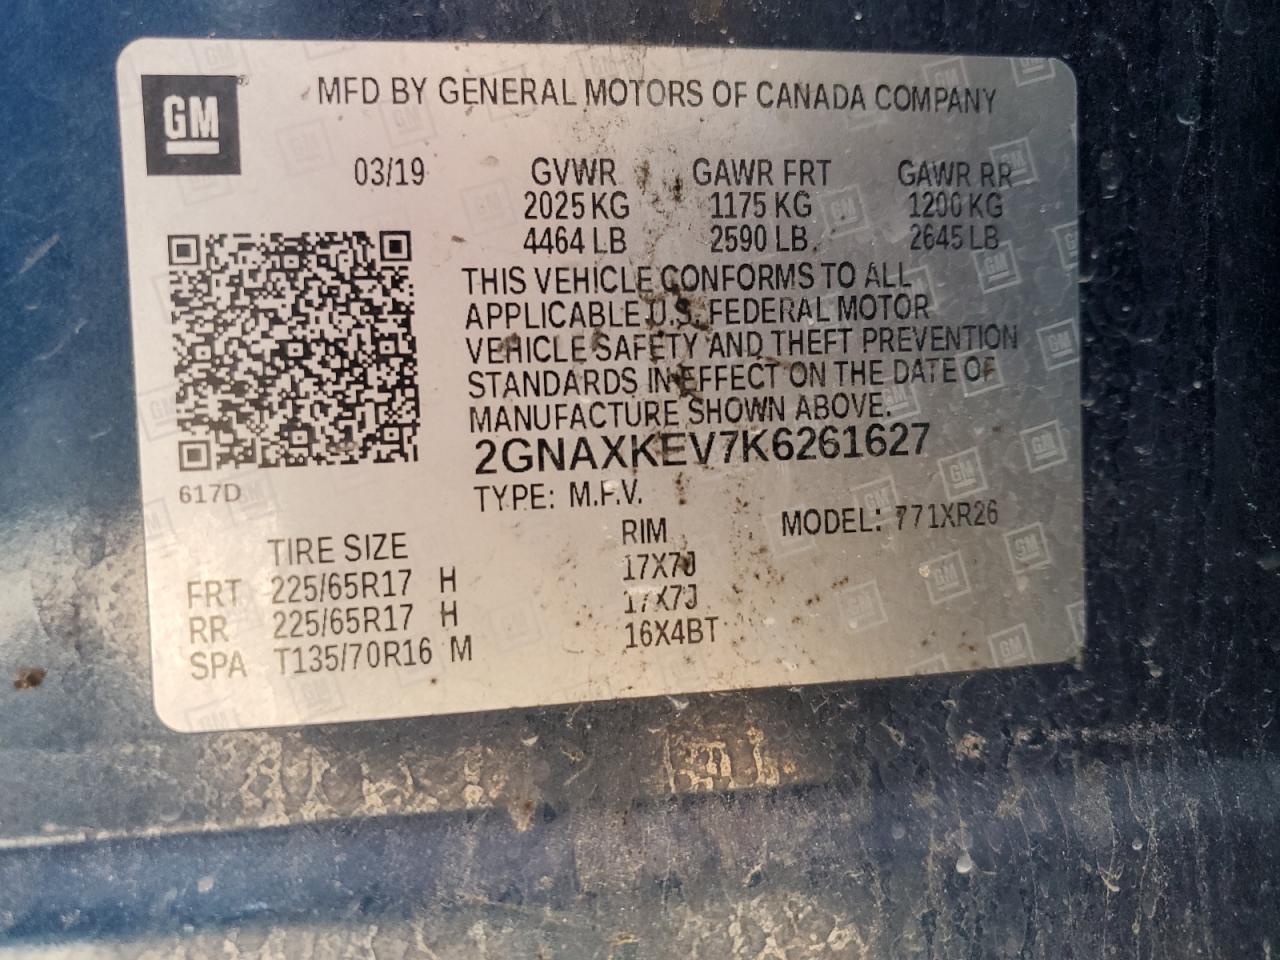 GM
MFD BY GENERAL MOTORS OF CANADA COMPANY
03/19 GVWR GAWR FRT GAWR RR
2025 KG 1175 KG 1200 KG
4464 LB 2590 LB 2645 LB
THIS VEHICLE CONFORMS TO ALL
APPLICABLE U.S. FEDERAL MOTOR
VEHICLE SAFETY AND THEFT PREVENTION
STANDARDS IN EFFECT ON THE DATE OF
MANUFACTURE SHOWN ABOVE.
2GNAXKEV7K6261627
617D
TYPE: M.P.V.
MODEL: 771XR26
TIRE SIZE RIM
FRT 225/65R17 H 17X7J
RR 225/65R17 H 17X7J
SPA T135/70R16 M 16X4BT